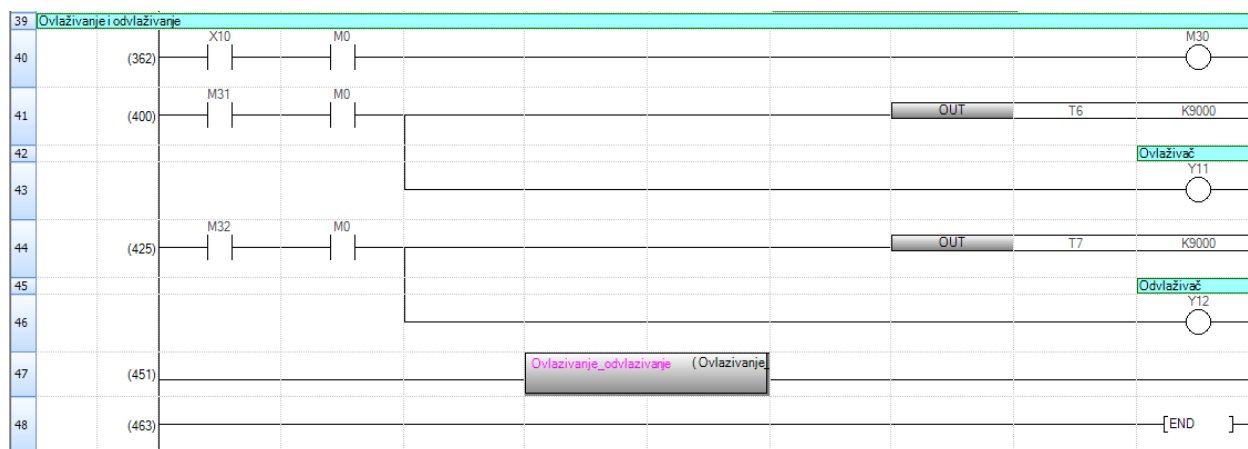 39 Ovlaživanje i odvlaživanje
X10 M0 M30
40 (362)
M31 M0
41 (400) OUT T6 K9000
42 Ovlaživač
Y11
43
M32 M0
44 (425) OUT T7 K9000
45 Odvlaživač
Y12
46
47 (451) Ovlazivanje_odvlazivanje (Ovlazivanje_
48 (463) [END ]